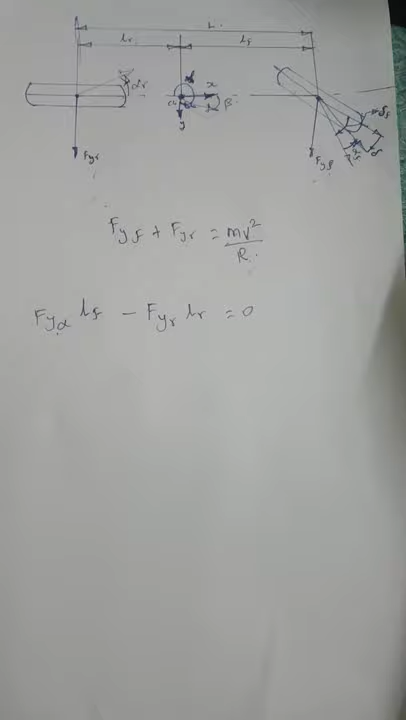 L
lr lf
αr x δf
β
y αf δ
Fyr Fyf
Fyf + Fyr = mv²/R.
Fyα lf − Fyr lr = 0